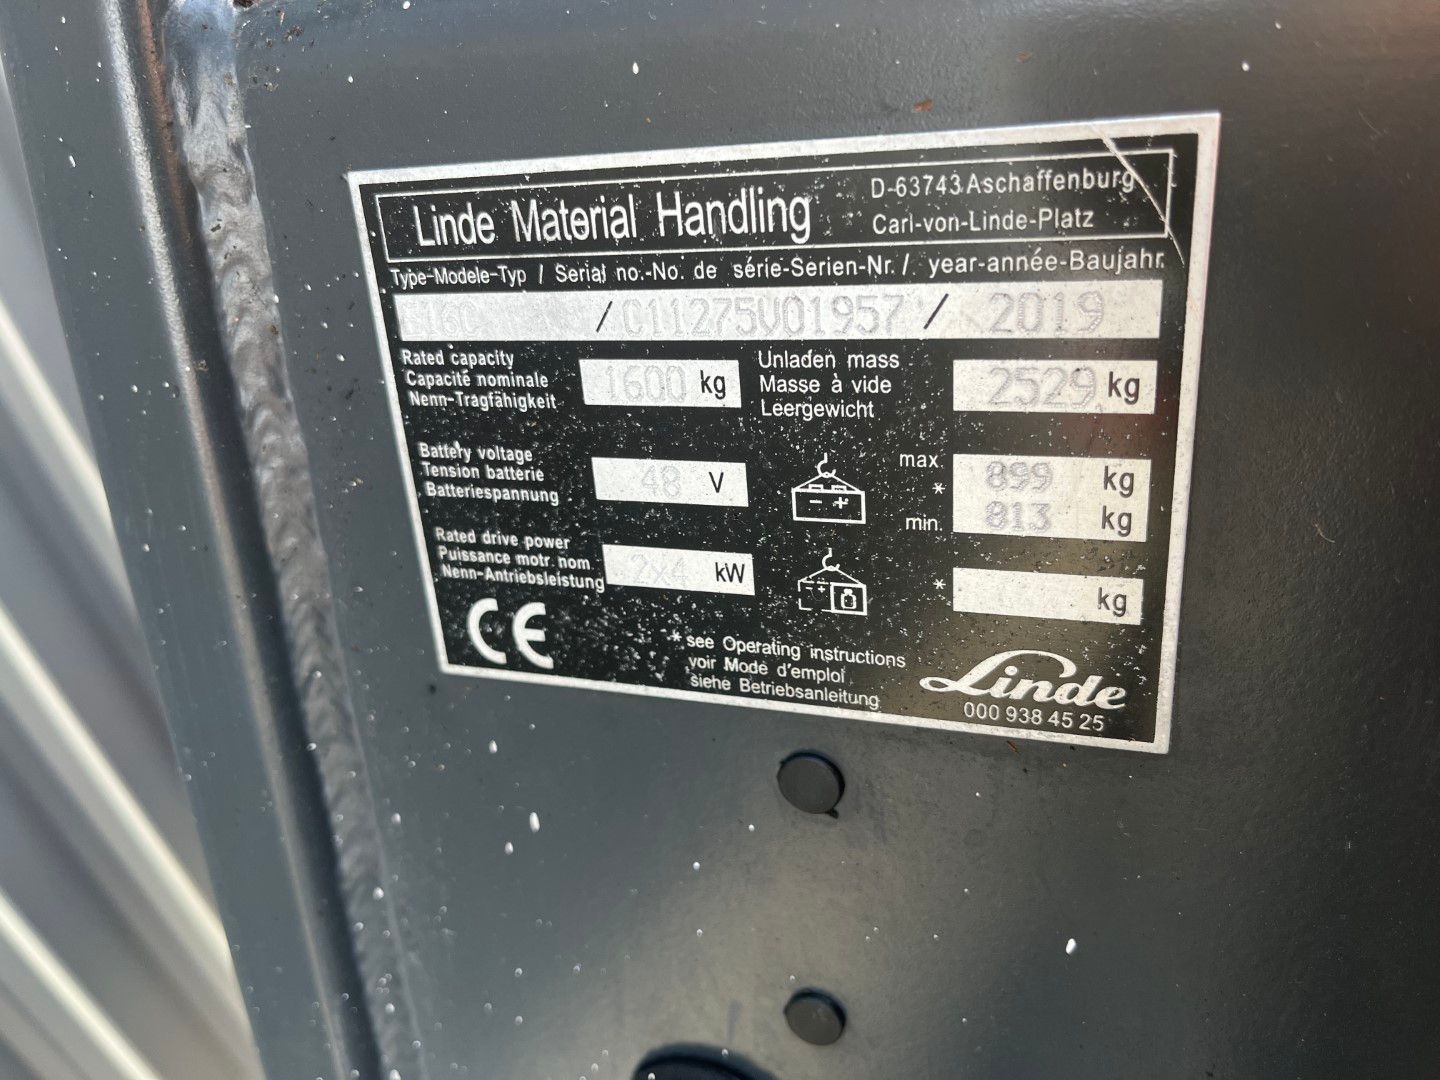 Linde Material Handling
D-63743 Aschaffenburg
Carl-von-Linde-Platz
Type-Modele-Typ / Serial no.-No. de série-Serien-Nr. / year-année-Baujahr
E16C / C11275V01957 / 2019
Rated capacity
Capacité nominale
Nenn-Tragfähigkeit
1600 kg
Unladen mass
Masse à vide
Leergewicht
2529 kg
Battery voltage
Tension batterie
Batteriespannung
48 V
- +
max.
*
min.
899 kg
813 kg
Rated drive power
Puissance motr. nom
Nenn-Antriebsleistung
2x4 kW
- +
* kg
CE
* see Operating instructions
voir Mode d'emploi
siehe Betriebsanleitung
Linde
000 938 45 25